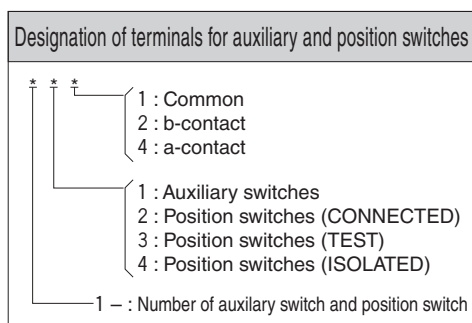 Designation of terminals for auxiliary and position switches
* * *
1 : Common
2 : b-contact
4 : a-contact
1 : Auxiliary switches
2 : Position switches (CONNECTED)
3 : Position switches (TEST)
4 : Position switches (ISOLATED)
1 – : Number of auxilary switch and position switch